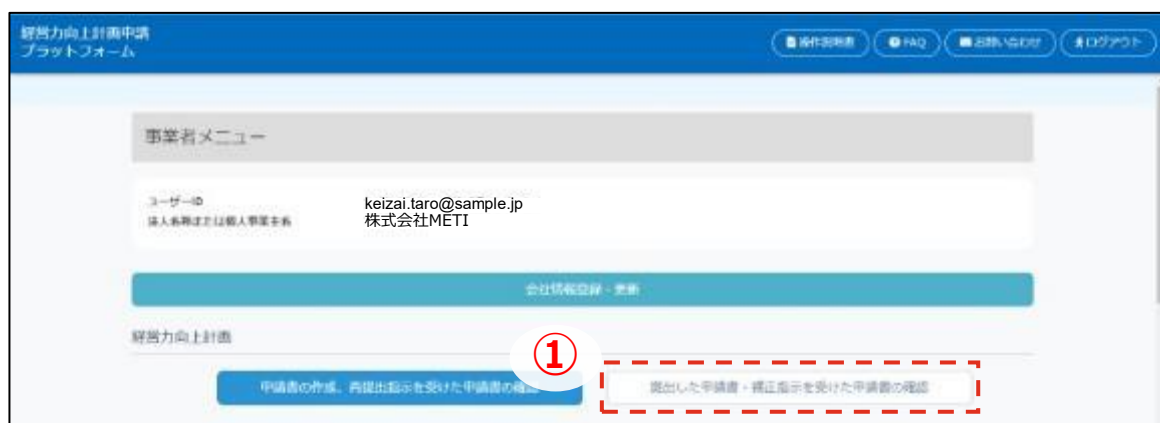 経営力向上計画申請
プラットフォーム
操作説明書
FAQ
お問い合わせ
ログアウト
事業者メニュー
ユーザーID
keizai.taro@sample.jp
法人名称または個人事業主名
株式会社METI
会社情報登録・更新
経営力向上計画
①
申請書の作成、再提出指示を受けた申請書の確認
提出した申請書・補正指示を受けた申請書の確認